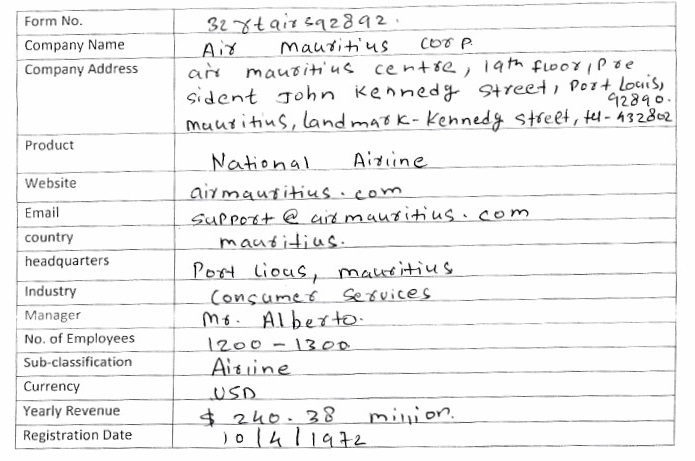 Form No. 32rtairsq2892.
Company Name Air mauritius corp.
Company Address air mauritius centre, 19th floor, Pre
sident John Kennedy street, Port Louis,
92890.
mauritius, landmark-Kennedy street, tel-432802
Product National Airline
Website airmauritius.com
Email support@airmauritius.com
country mauritius.
headquarters Port lious, mauritius
Industry Consumer Services
Manager Mr. Alberto.
No. of Employees 1200-1300
Sub-classification Airline
Currency USD
Yearly Revenue $ 240.38 million.
Registration Date 10/4/1972